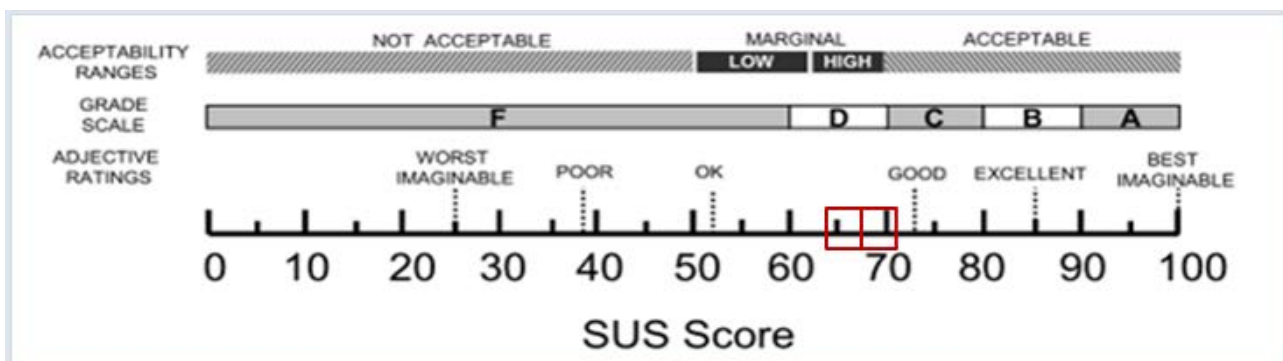 ACCEPTABILITY RANGES
NOT ACCEPTABLE MARGINAL ACCEPTABLE
LOW HIGH
GRADE SCALE
F D C B A
ADJECTIVE RATINGS
WORST IMAGINABLE POOR OK GOOD EXCELLENT BEST IMAGINABLE
0 10 20 30 40 50 60 70 80 90 100
SUS Score